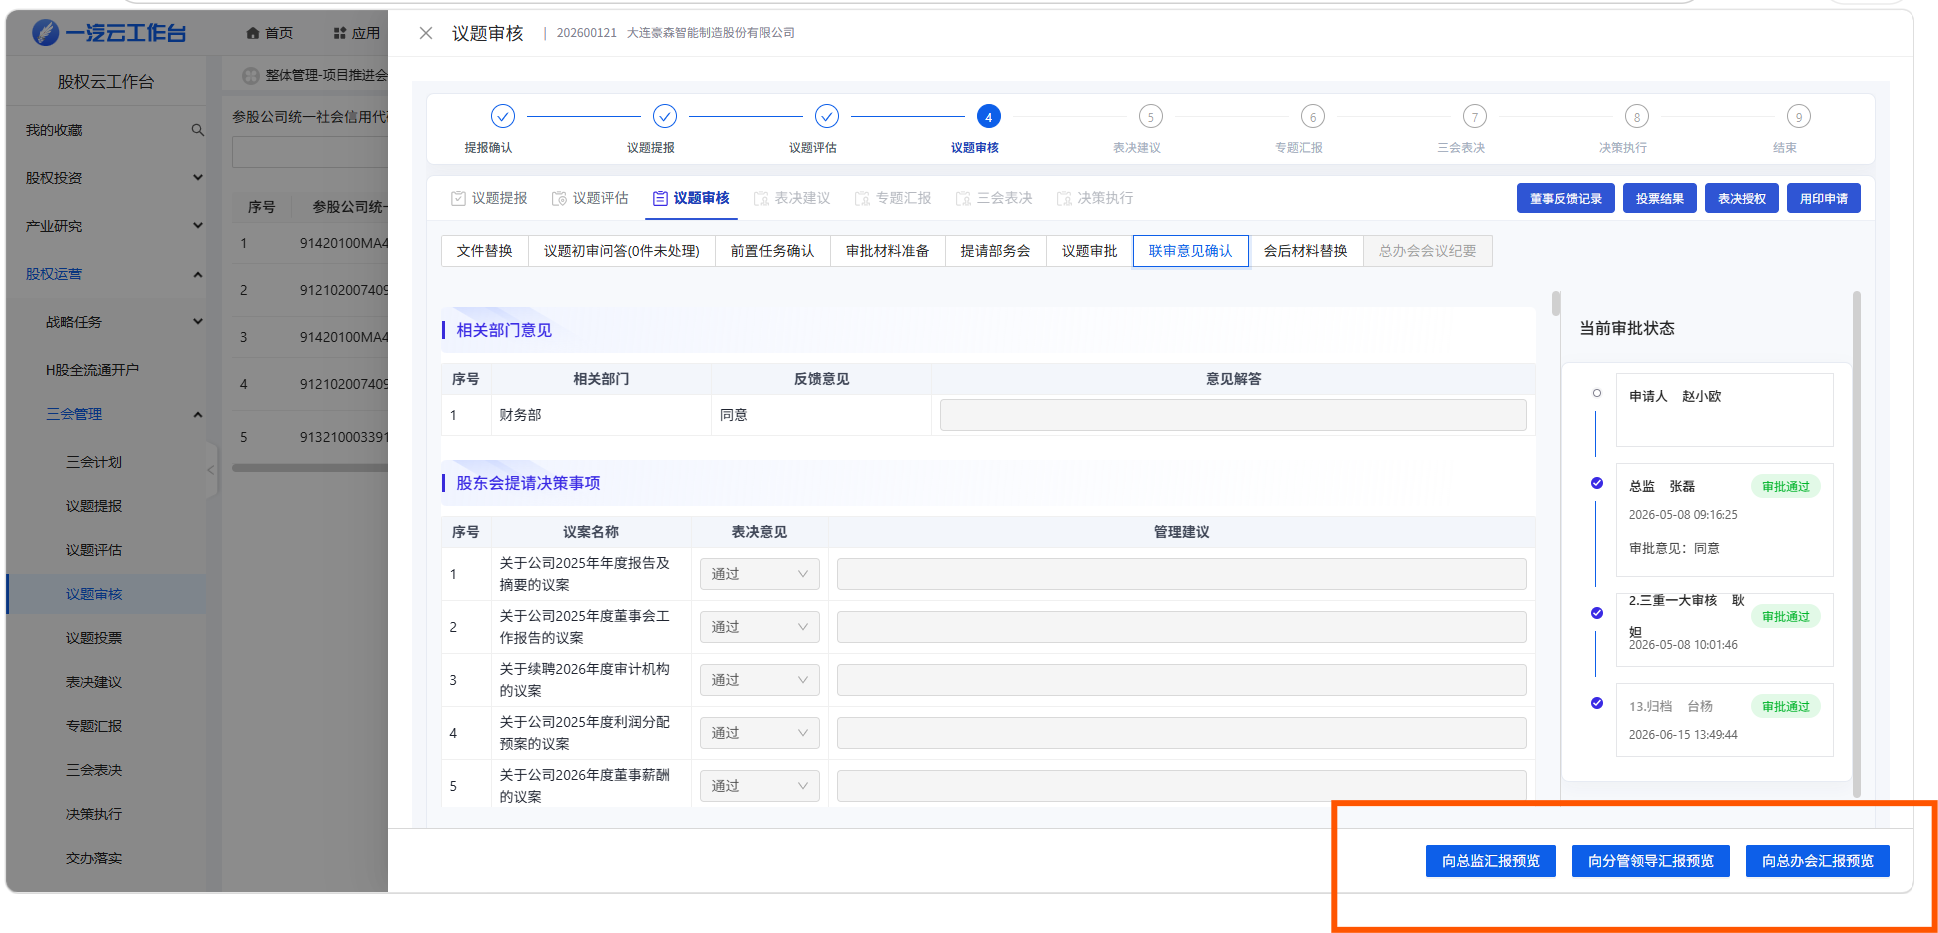 一汽云工作台
首页
应用
股权云工作台
我的收藏
股权投资
产业研究
股权运营
战略任务
H股全流通开户
三会管理
三会计划
议题提报
议题评估
议题审核
议题投票
表决建议
专题汇报
三会表决
决策执行
交办落实
整体管理-项目推进会
参股公司统一社会信用代
序号 参股公司统一
1 91420100MA4
2 912102007409
3 91420100MA4
4 912102007409
5 913210003391
议题审核 | 202600121 大连豪森智能制造股份有限公司
4 5 6 7 8 9
提报确认 议题提报 议题评估 议题审核 表决建议 专题汇报 三会表决 决策执行 结束
议题提报 议题评估 议题审核 表决建议 专题汇报 三会表决 决策执行
董事反馈记录 投票结果 表决授权 用印申请
文件替换 议题初审问答(0件未处理) 前置任务确认 审批材料准备 提请部务会 议题审批 联审意见确认 会后材料替换 总办会会议纪要
相关部门意见
序号 相关部门 反馈意见 意见解答
1 财务部 同意
股东会提请决策事项
序号 议案名称 表决意见 管理建议
1 关于公司2025年年度报告及摘要的议案 通过
2 关于公司2025年度董事会工作报告的议案 通过
3 关于续聘2026年度审计机构的议案 通过
4 关于公司2025年度利润分配预案的议案 通过
5 关于公司2026年度董事薪酬的议案 通过
当前审批状态
申请人 赵小欧
总监 张磊 审批通过
2026-05-08 09:16:25
审批意见：同意
2.三重一大审核 耿妲 审批通过
2026-05-08 10:01:46
13.归档 台杨 审批通过
2026-06-15 13:49:44
向总监汇报预览 向分管领导汇报预览 向总办会汇报预览